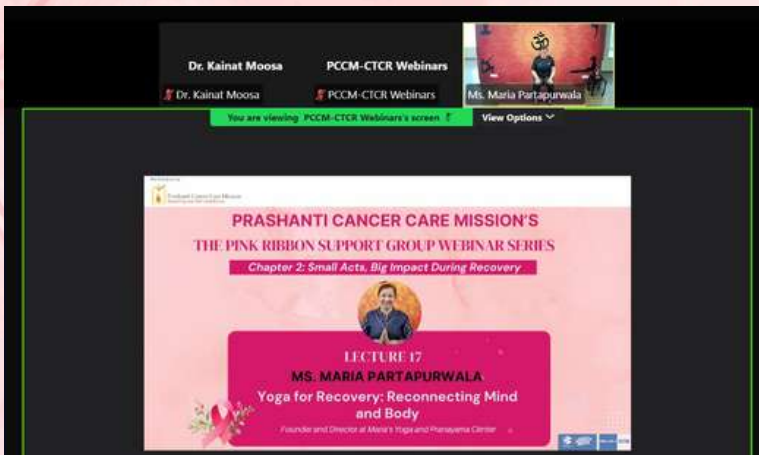 Dr. Kainat Moosa
PCCM-CTCR Webinars
Dr. Kainat Moosa
PCCM-CTCR Webinars
Ms. Maria Partapurwala
You are viewing PCCM-CTCR Webinars's screen
View Options
Prashanti Cancer Care Mission
PRASHANTI CANCER CARE MISSION'S
THE PINK RIBBON SUPPORT GROUP WEBINAR SERIES
Chapter 2: Small Acts, Big Impact During Recovery
LECTURE 17
MS. MARIA PARTAPURWALA
Yoga for Recovery: Reconnecting Mind
and Body
Founder and Director at Maria's Yoga and Pranayama Center